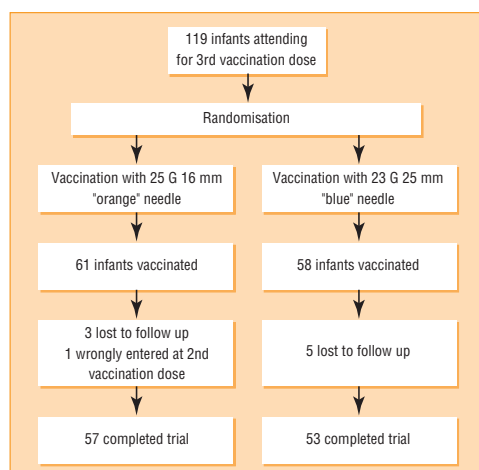 119 infants attending
for 3rd vaccination dose
Randomisation
Vaccination with 25 G 16 mm
"orange" needle
Vaccination with 23 G 25 mm
"blue" needle
61 infants vaccinated
58 infants vaccinated
3 lost to follow up
1 wrongly entered at 2nd
vaccination dose
5 lost to follow up
57 completed trial
53 completed trial